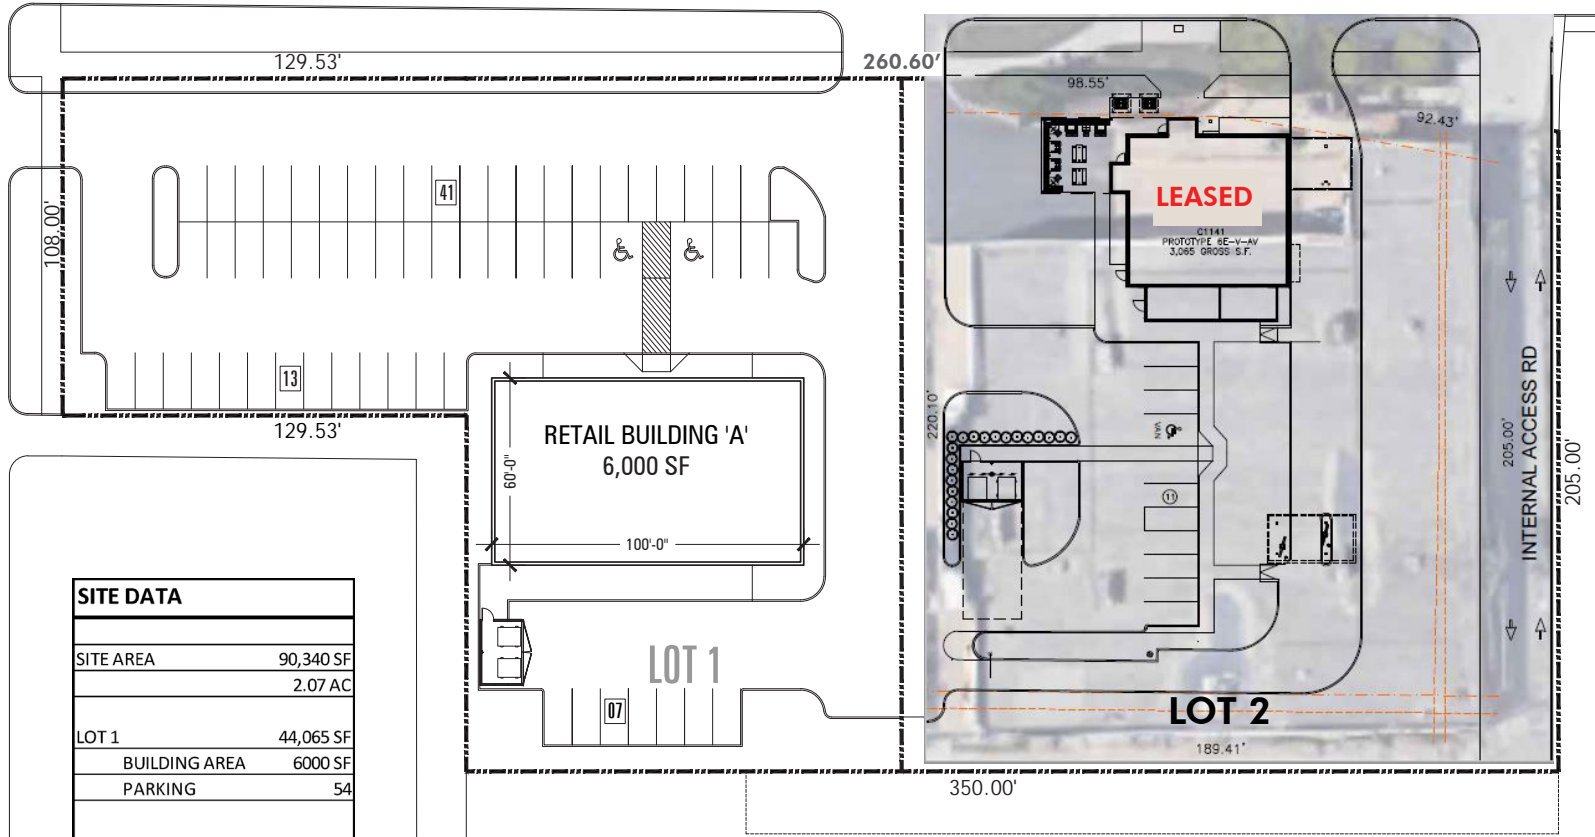 129.53'
260.60'
98.55'
92.43'
41
108.00'
LEASED
C1141
PROTOTYPE 6E-V-AV
3,065 GROSS S.F.
13
129.53'
RETAIL BUILDING 'A'
6,000 SF
60'-0"
100'-0"
220.10'
VAN
11
INTERNAL ACCESS RD
205.00'
205.00'
SITE DATA
SITE AREA 90,340 SF
2.07 AC
LOT 1 44,065 SF
BUILDING AREA 6000 SF
PARKING 54
LOT 1
07
LOT 2
189.41'
350.00'